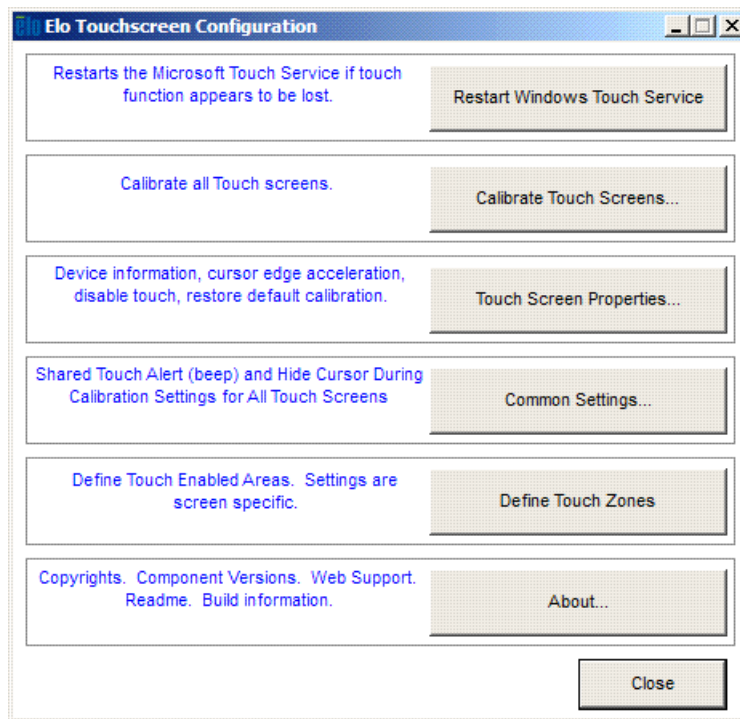 elo Elo Touchscreen Configuration
Restarts the Microsoft Touch Service if touch
function appears to be lost.
Restart Windows Touch Service
Calibrate all Touch screens.
Calibrate Touch Screens...
Device information, cursor edge acceleration,
disable touch, restore default calibration.
Touch Screen Properties...
Shared Touch Alert (beep) and Hide Cursor During
Calibration Settings for All Touch Screens
Common Settings...
Define Touch Enabled Areas.  Settings are
screen specific.
Define Touch Zones
Copyrights.  Component Versions.  Web Support.
Readme.  Build information.
About...
Close